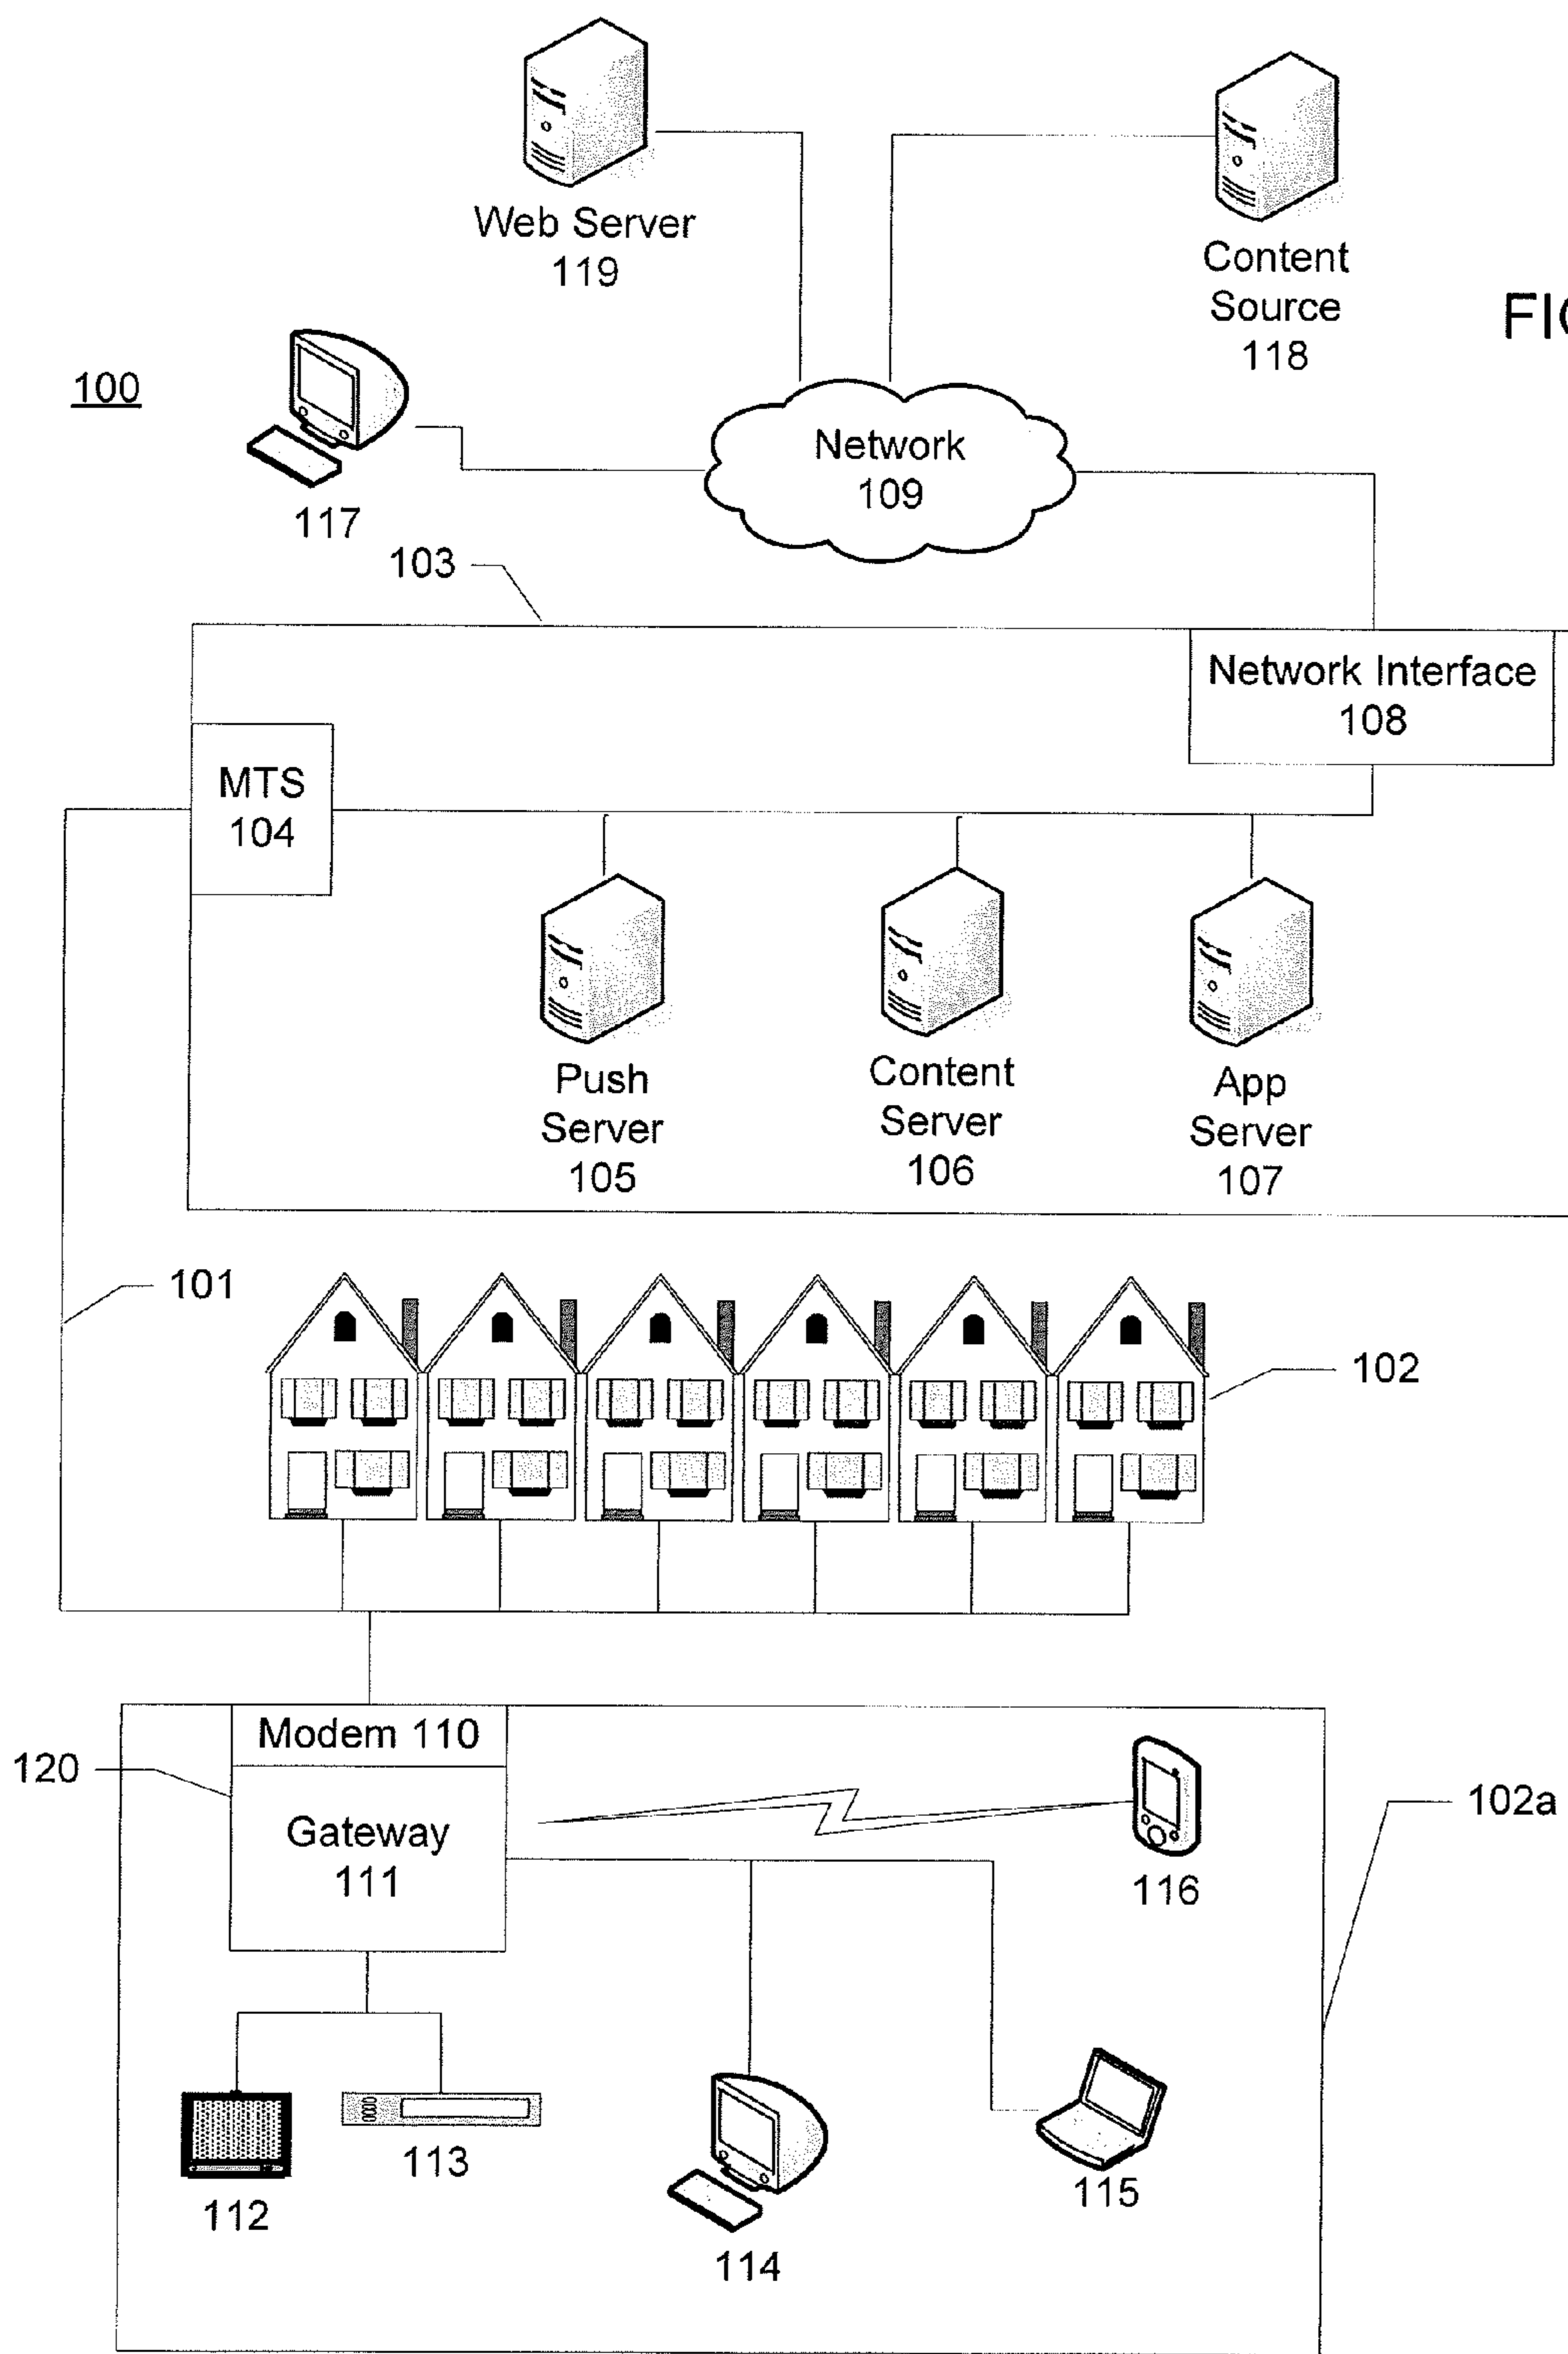 Web Server
119
Content
Source
118
FIG
100
Network
109
117
103
Network Interface
108
MTS
104
Push
Server
105
Content
Server
106
App
Server
107
101
102
Modem 110
120
Gateway
111
102a
116
113
112
115
114